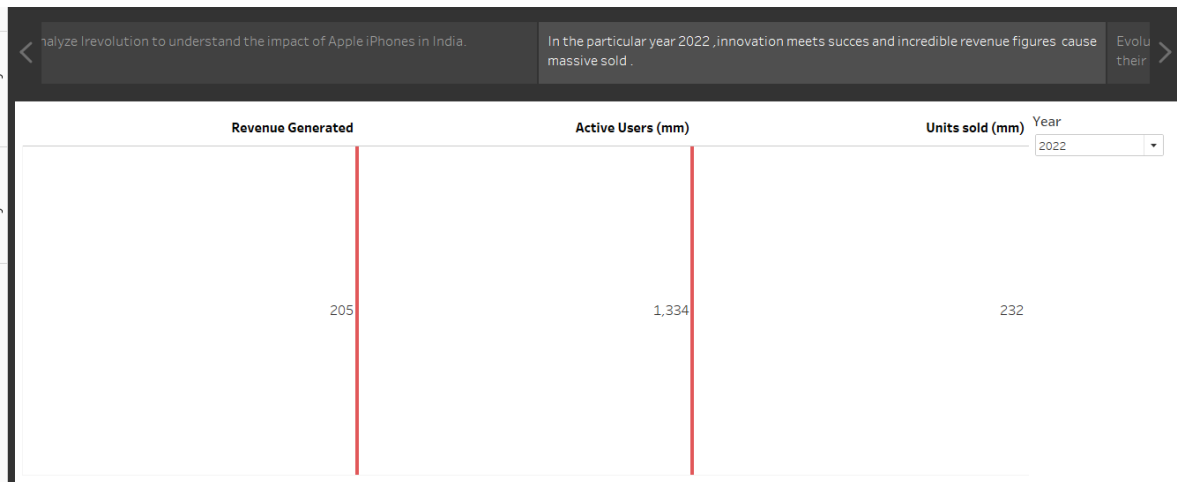 nalyze Irevolution to understand the impact of Apple iPhones in India.
In the particular year 2022 ,innovation meets succes and incredible revenue figures cause
massive sold .
Evolu
their
Revenue Generated
Active Users (mm)
Units sold (mm)
Year
2022
205
1,334
232